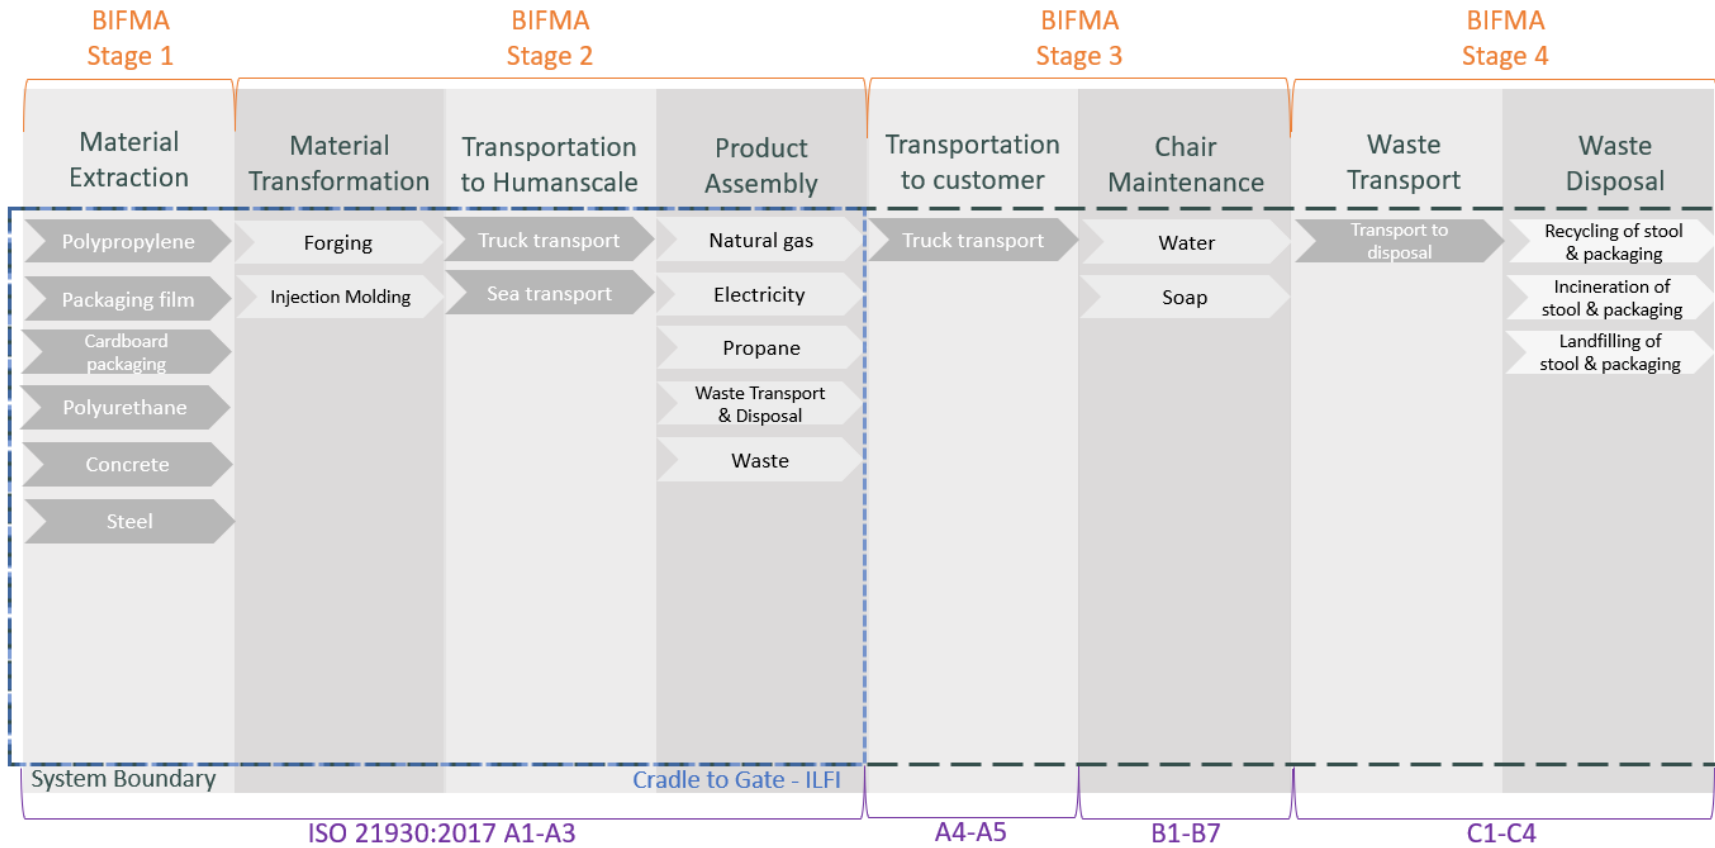 BIFMA
Stage 1
BIFMA
Stage 2
BIFMA
Stage 3
BIFMA
Stage 4
Material
Extraction
Material
Transformation
Transportation
to Humanscale
Product
Assembly
Transportation
to customer
Chair
Maintenance
Waste
Transport
Waste
Disposal
Polypropylene
Packaging film
Cardboard
packaging
Polyurethane
Concrete
Steel
Forging
Injection Molding
Truck transport
Sea transport
Natural gas
Electricity
Propane
Waste Transport
& Disposal
Waste
Truck transport
Water
Soap
Transport to
disposal
Recycling of stool
& packaging
Incineration of
stool & packaging
Landfilling of
stool & packaging
System Boundary
Cradle to Gate - ILFI
ISO 21930:2017 A1-A3
A4-A5
B1-B7
C1-C4